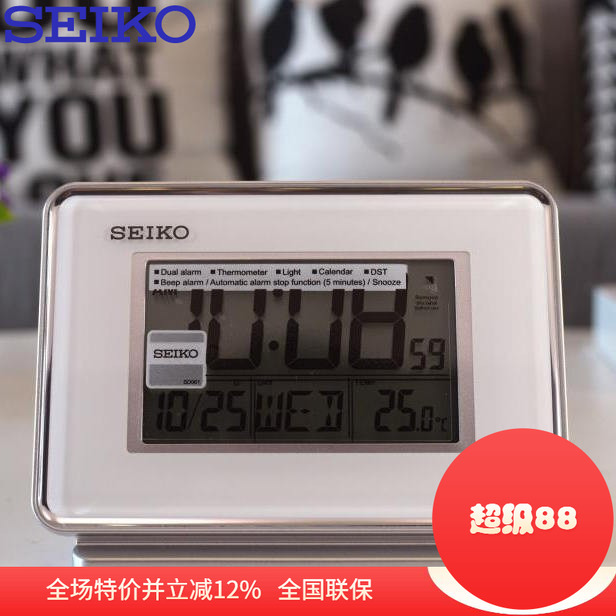 SEIKO
WHAT
YOU
SEIKO
■ Dual alarm ■ Thermometer ■ Light ■ Calendar ■ DST
■ Beep alarm / Automatic alarm stop function (5 minutes) / Snooze
:08 59
SEIKO
10/25 WED 25.0°C
超级88
全场特价并立减12% 全国联保